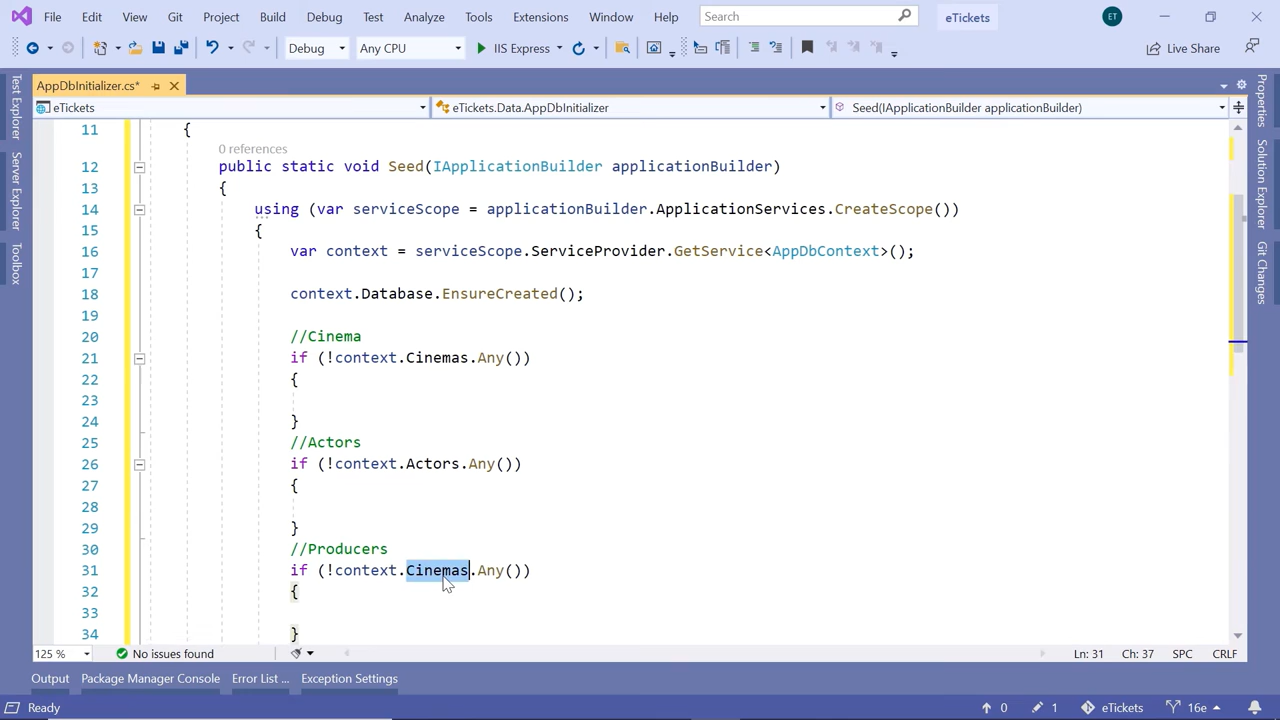 File Edit View Git Project Build Debug Test Analyze Tools Extensions Window Help Search eTickets ET
Debug Any CPU IIS Express Live Share
AppDbInitializer.cs*
eTickets eTickets.Data.AppDbInitializer Seed(IApplicationBuilder applicationBuilder)
Test Explorer
Server Explorer
Toolbox
11 {
0 references
12 public static void Seed(IApplicationBuilder applicationBuilder)
13 {
14 using (var serviceScope = applicationBuilder.ApplicationServices.CreateScope())
15 {
16 var context = serviceScope.ServiceProvider.GetService<AppDbContext>();
17
18 context.Database.EnsureCreated();
19
20 //Cinema
21 if (!context.Cinemas.Any())
22 {
23
24 }
25 //Actors
26 if (!context.Actors.Any())
27 {
28
29 }
30 //Producers
31 if (!context.Cinemas.Any())
32 {
33
34 }
Properties
Solution Explorer
Git Changes
125 % No issues found Ln: 31 Ch: 37 SPC CRLF
Output Package Manager Console Error List ... Exception Settings
Ready 0 1 eTickets 16e